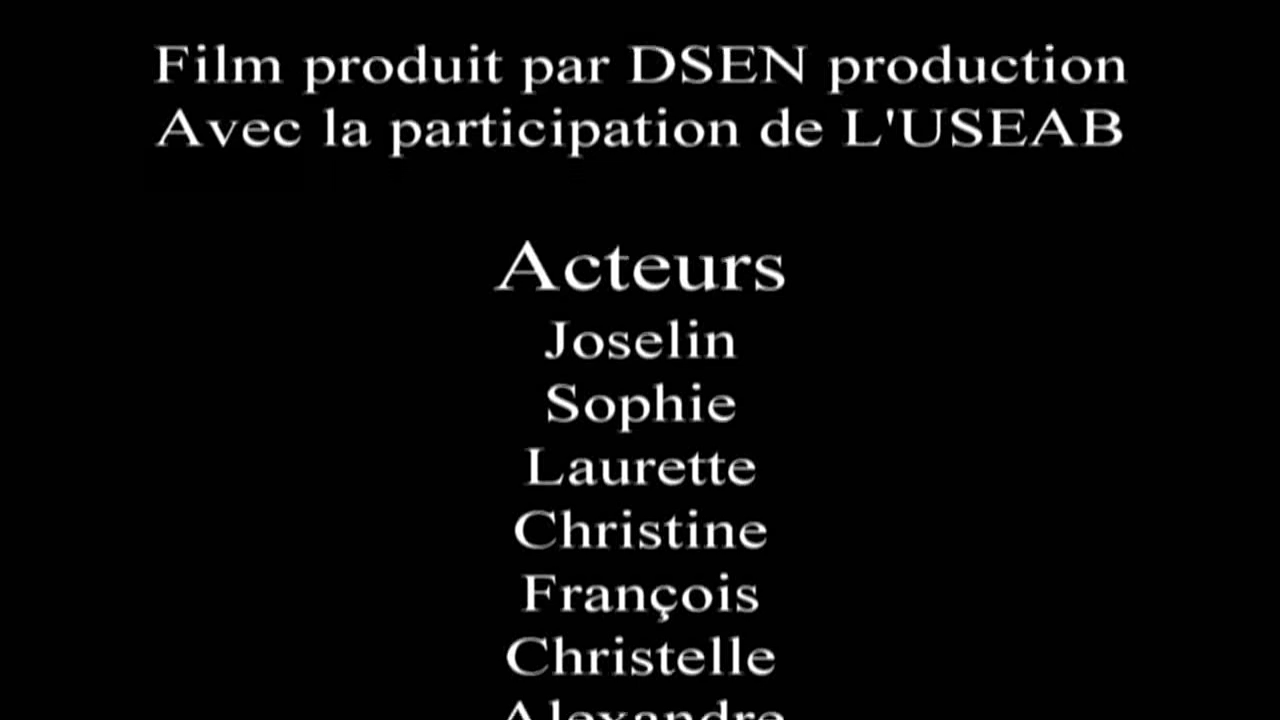 Film produit par DSEN production
Avec la participation de L'USEAB
Acteurs
Joselin
Sophie
Laurette
Christine
François
Christelle
Alexandre